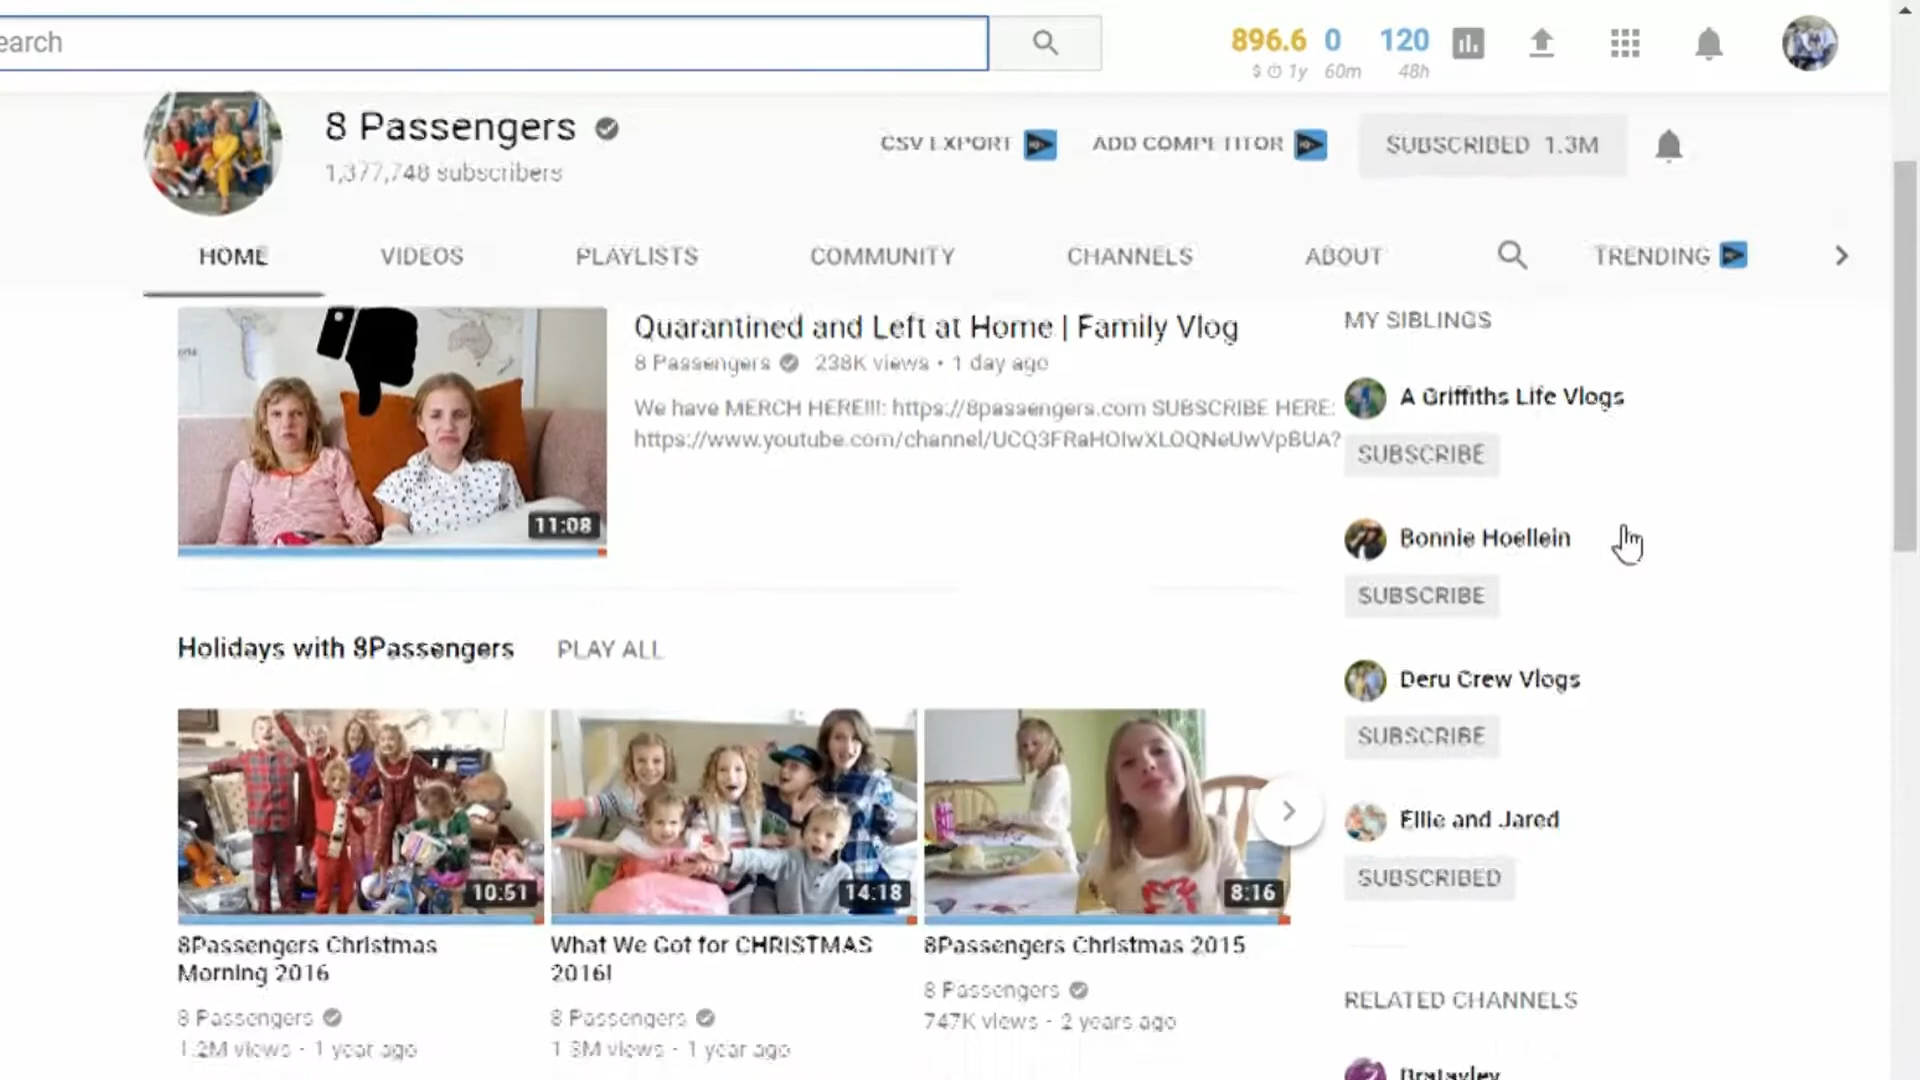 earch
896.6 0 120
$ 1y 60m 48h
8 Passengers
1,377,748 subscribers
CSV EXPORT
ADD COMPETITOR
SUBSCRIBED 1.3M
HOME
VIDEOS
PLAYLISTS
COMMUNITY
CHANNELS
ABOUT
TRENDING
Quarantined and Left at Home | Family Vlog
8 Passengers 238K views • 1 day ago
We have MERCH HERE!!!: https://8passengers.com SUBSCRIBE HERE:
https://www.youtube.com/channel/UCQ3FRaHOIwXLOQNeUwVpBUA?
11:08
MY SIBLINGS
A Griffiths Life Vlogs
SUBSCRIBE
Bonnie Hoellein
SUBSCRIBE
Deru Crew Vlogs
SUBSCRIBE
Ellie and Jared
SUBSCRIBED
Holidays with 8Passengers PLAY ALL
10:51
8Passengers Christmas
Morning 2016
8 Passengers
1.2M views • 1 year ago
14:18
What We Got for CHRISTMAS
2016!
8 Passengers
1.3M views • 1 year ago
8:16
8Passengers Christmas 2015
8 Passengers
747K views • 2 years ago
RELATED CHANNELS
Bratayley